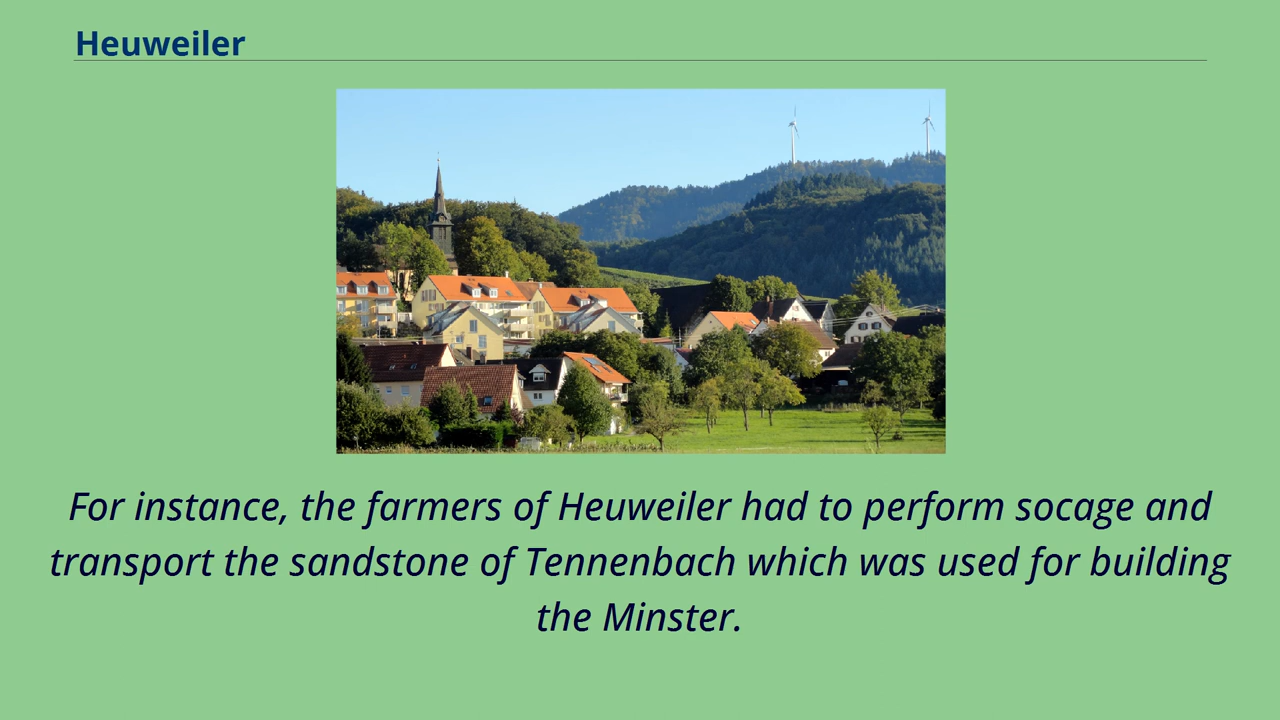 Heuweiler
For instance, the farmers of Heuweiler had to perform socage and
transport the sandstone of Tennenbach which was used for building
the Minster.